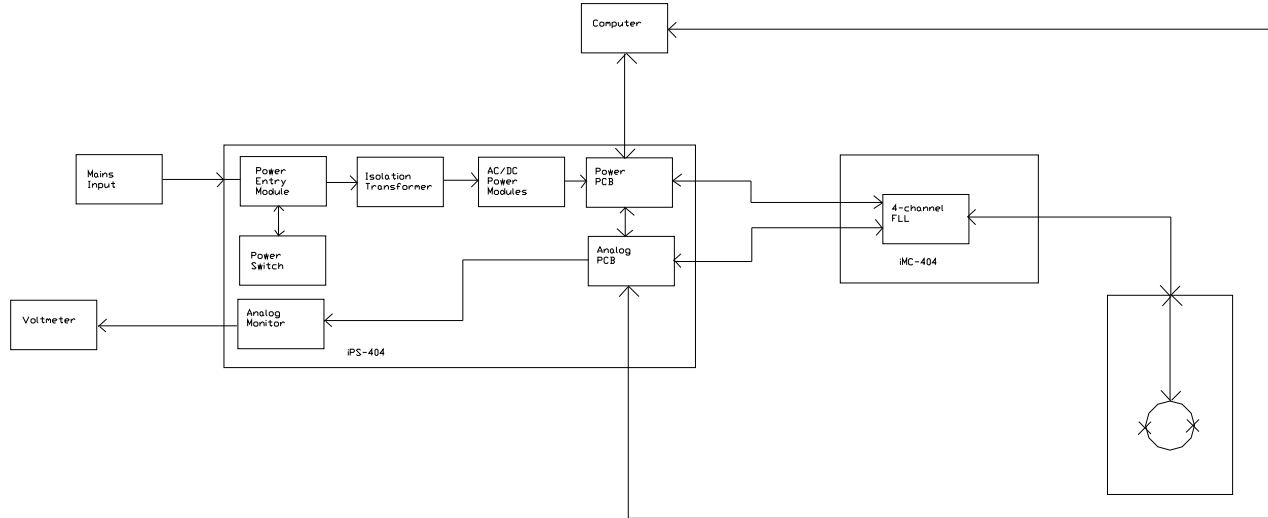 Computer
Mains
Input
Power
Entry
Module
Isolation
Transformer
AC/DC
Power
Modules
Power
PCB
4-channel
FLL
iMC-404
Power
Switch
Analog
PCB
Voltmeter
Analog
Monitor
iPS-404